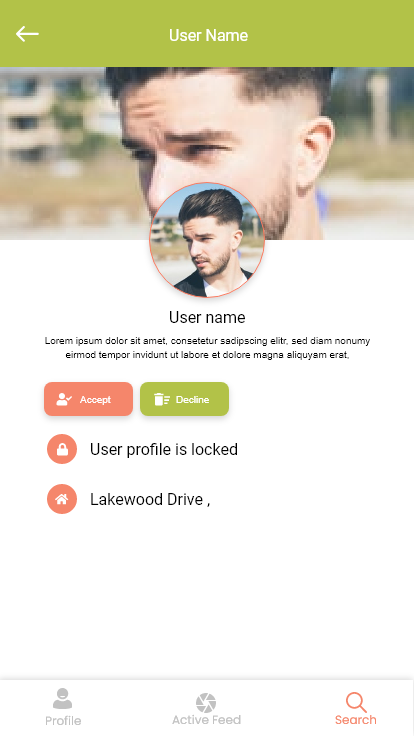 User Name
User name
Lorem ipsum dolor sit amet, consetetur sadipscing elitr, sed diam nonumy
eirmod tempor invidunt ut labore et dolore magna aliquyam erat,
Accept
Decline
User profile is locked
Lakewood Drive ,
Profile
Active Feed
Search